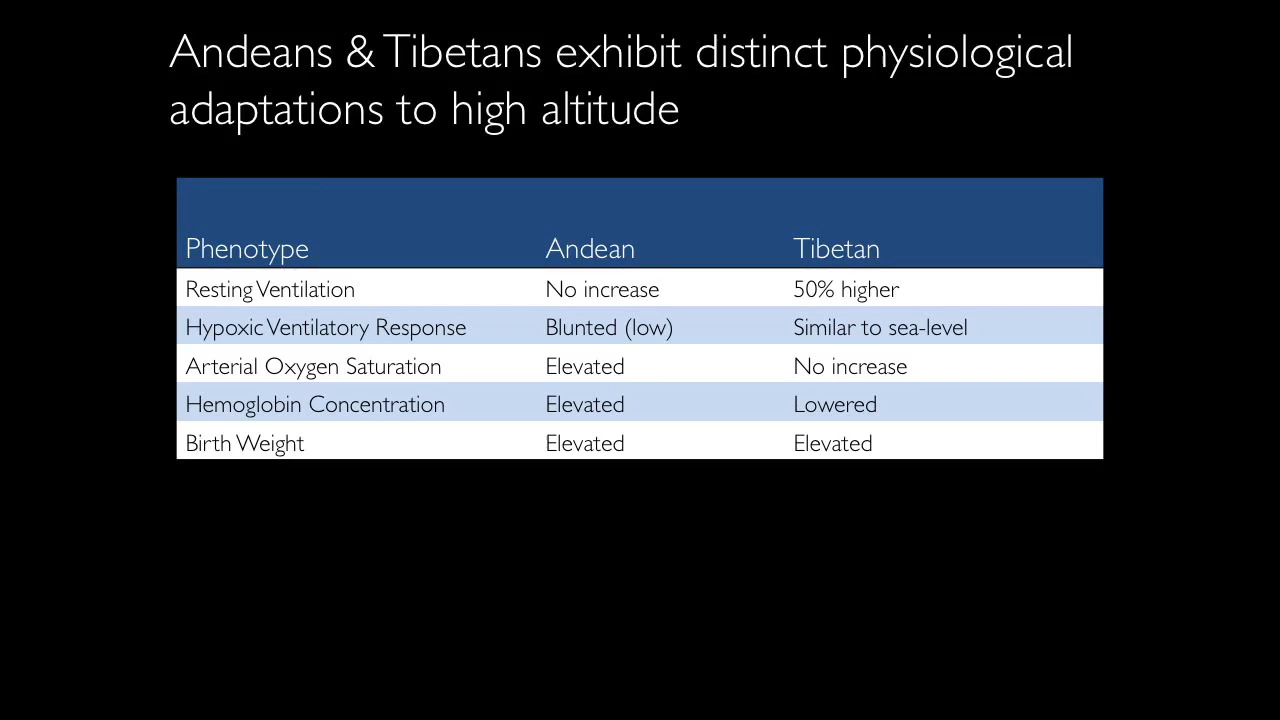 Andeans & Tibetans exhibit distinct physiological
adaptations to high altitude
Phenotype Andean Tibetan
Resting Ventilation No increase 50% higher
Hypoxic Ventilatory Response Blunted (low) Similar to sea-level
Arterial Oxygen Saturation Elevated No increase
Hemoglobin Concentration Elevated Lowered
Birth Weight Elevated Elevated